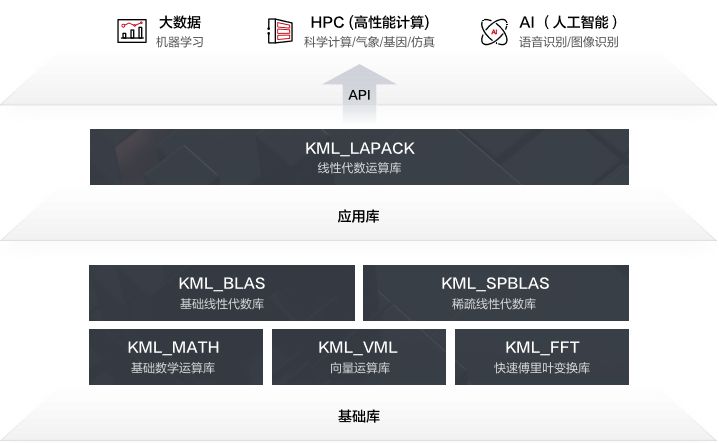 大数据
机器学习
HPC (高性能计算)
科学计算/气象/基因/仿真
AI
AI（人工智能）
语音识别/图像识别
API
KML_LAPACK
线性代数运算库
应用库
KML_BLAS
基础线性代数库
KML_SPBLAS
稀疏线性代数库
KML_MATH
基础数学运算库
KML_VML
向量运算库
KML_FFT
快速傅里叶变换库
基础库